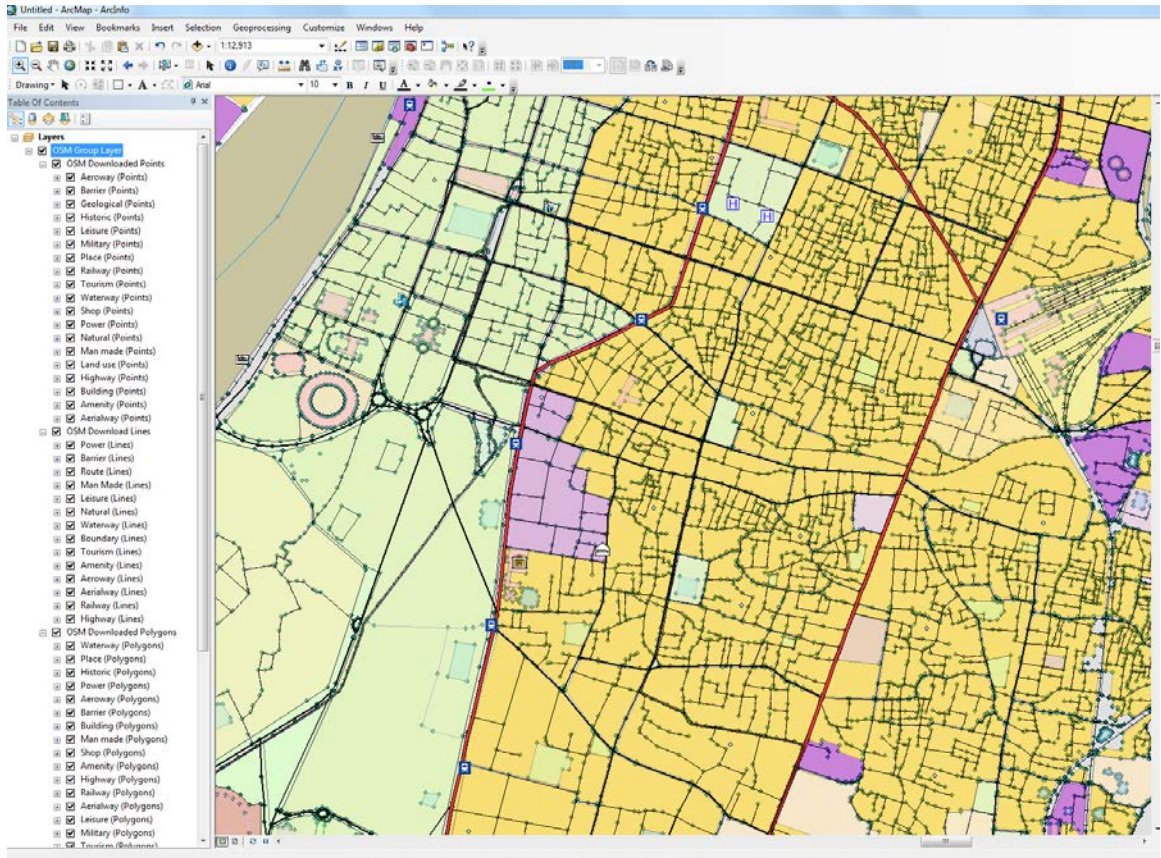 Untitled - ArcMap - ArcInfo
File Edit View Bookmarks Insert Selection Geoprocessing Customize Windows Help
1:12,913
Drawing Arial 10 B I U A
Table Of Contents
Layers
OSM Group Layer
OSM Downloaded Points
Aeroway (Points)
Barrier (Points)
Geological (Points)
Historic (Points)
Leisure (Points)
Military (Points)
Place (Points)
Railway (Points)
Tourism (Points)
Waterway (Points)
Shop (Points)
Power (Points)
Natural (Points)
Man made (Points)
Land use (Points)
Highway (Points)
Building (Points)
Amenity (Points)
Aerialway (Points)
OSM Download Lines
Power (Lines)
Barrier (Lines)
Route (Lines)
Man Made (Lines)
Leisure (Lines)
Natural (Lines)
Waterway (Lines)
Boundary (Lines)
Tourism (Lines)
Amenity (Lines)
Aeroway (Lines)
Aerialway (Lines)
Railway (Lines)
Highway (Lines)
OSM Downloaded Polygons
Waterway (Polygons)
Place (Polygons)
Historic (Polygons)
Power (Polygons)
Aeroway (Polygons)
Barrier (Polygons)
Building (Polygons)
Man made (Polygons)
Shop (Polygons)
Amenity (Polygons)
Highway (Polygons)
Railway (Polygons)
Aerialway (Polygons)
Leisure (Polygons)
Military (Polygons)
Tourism (Polygons)
H
H